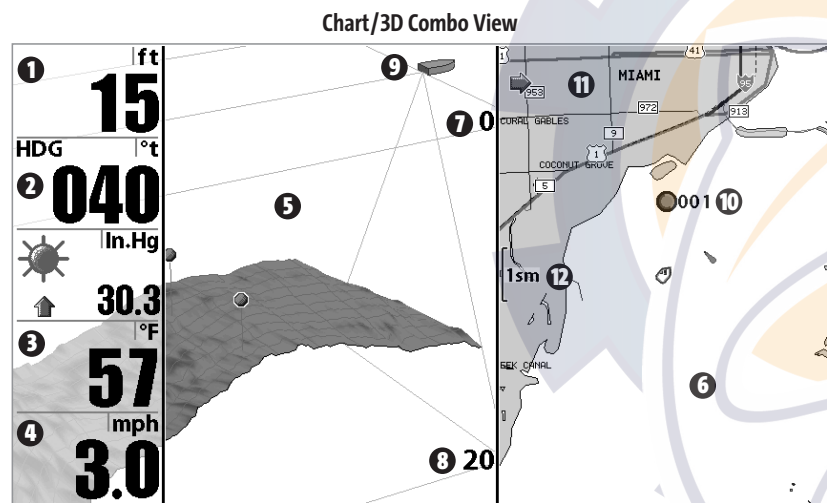 Chart/3D Combo View
1
ft
15
HDG
°t
2
040
In.Hg
30.3
3
°F
57
4
mph
3.0
9
7 0
5
8 20
1
41
MIAMI
11
95
953
972
913
CORAL GABLES
9
1
COCONUT GROVE
5
001 10
1sm 12
EEK CANAL
6